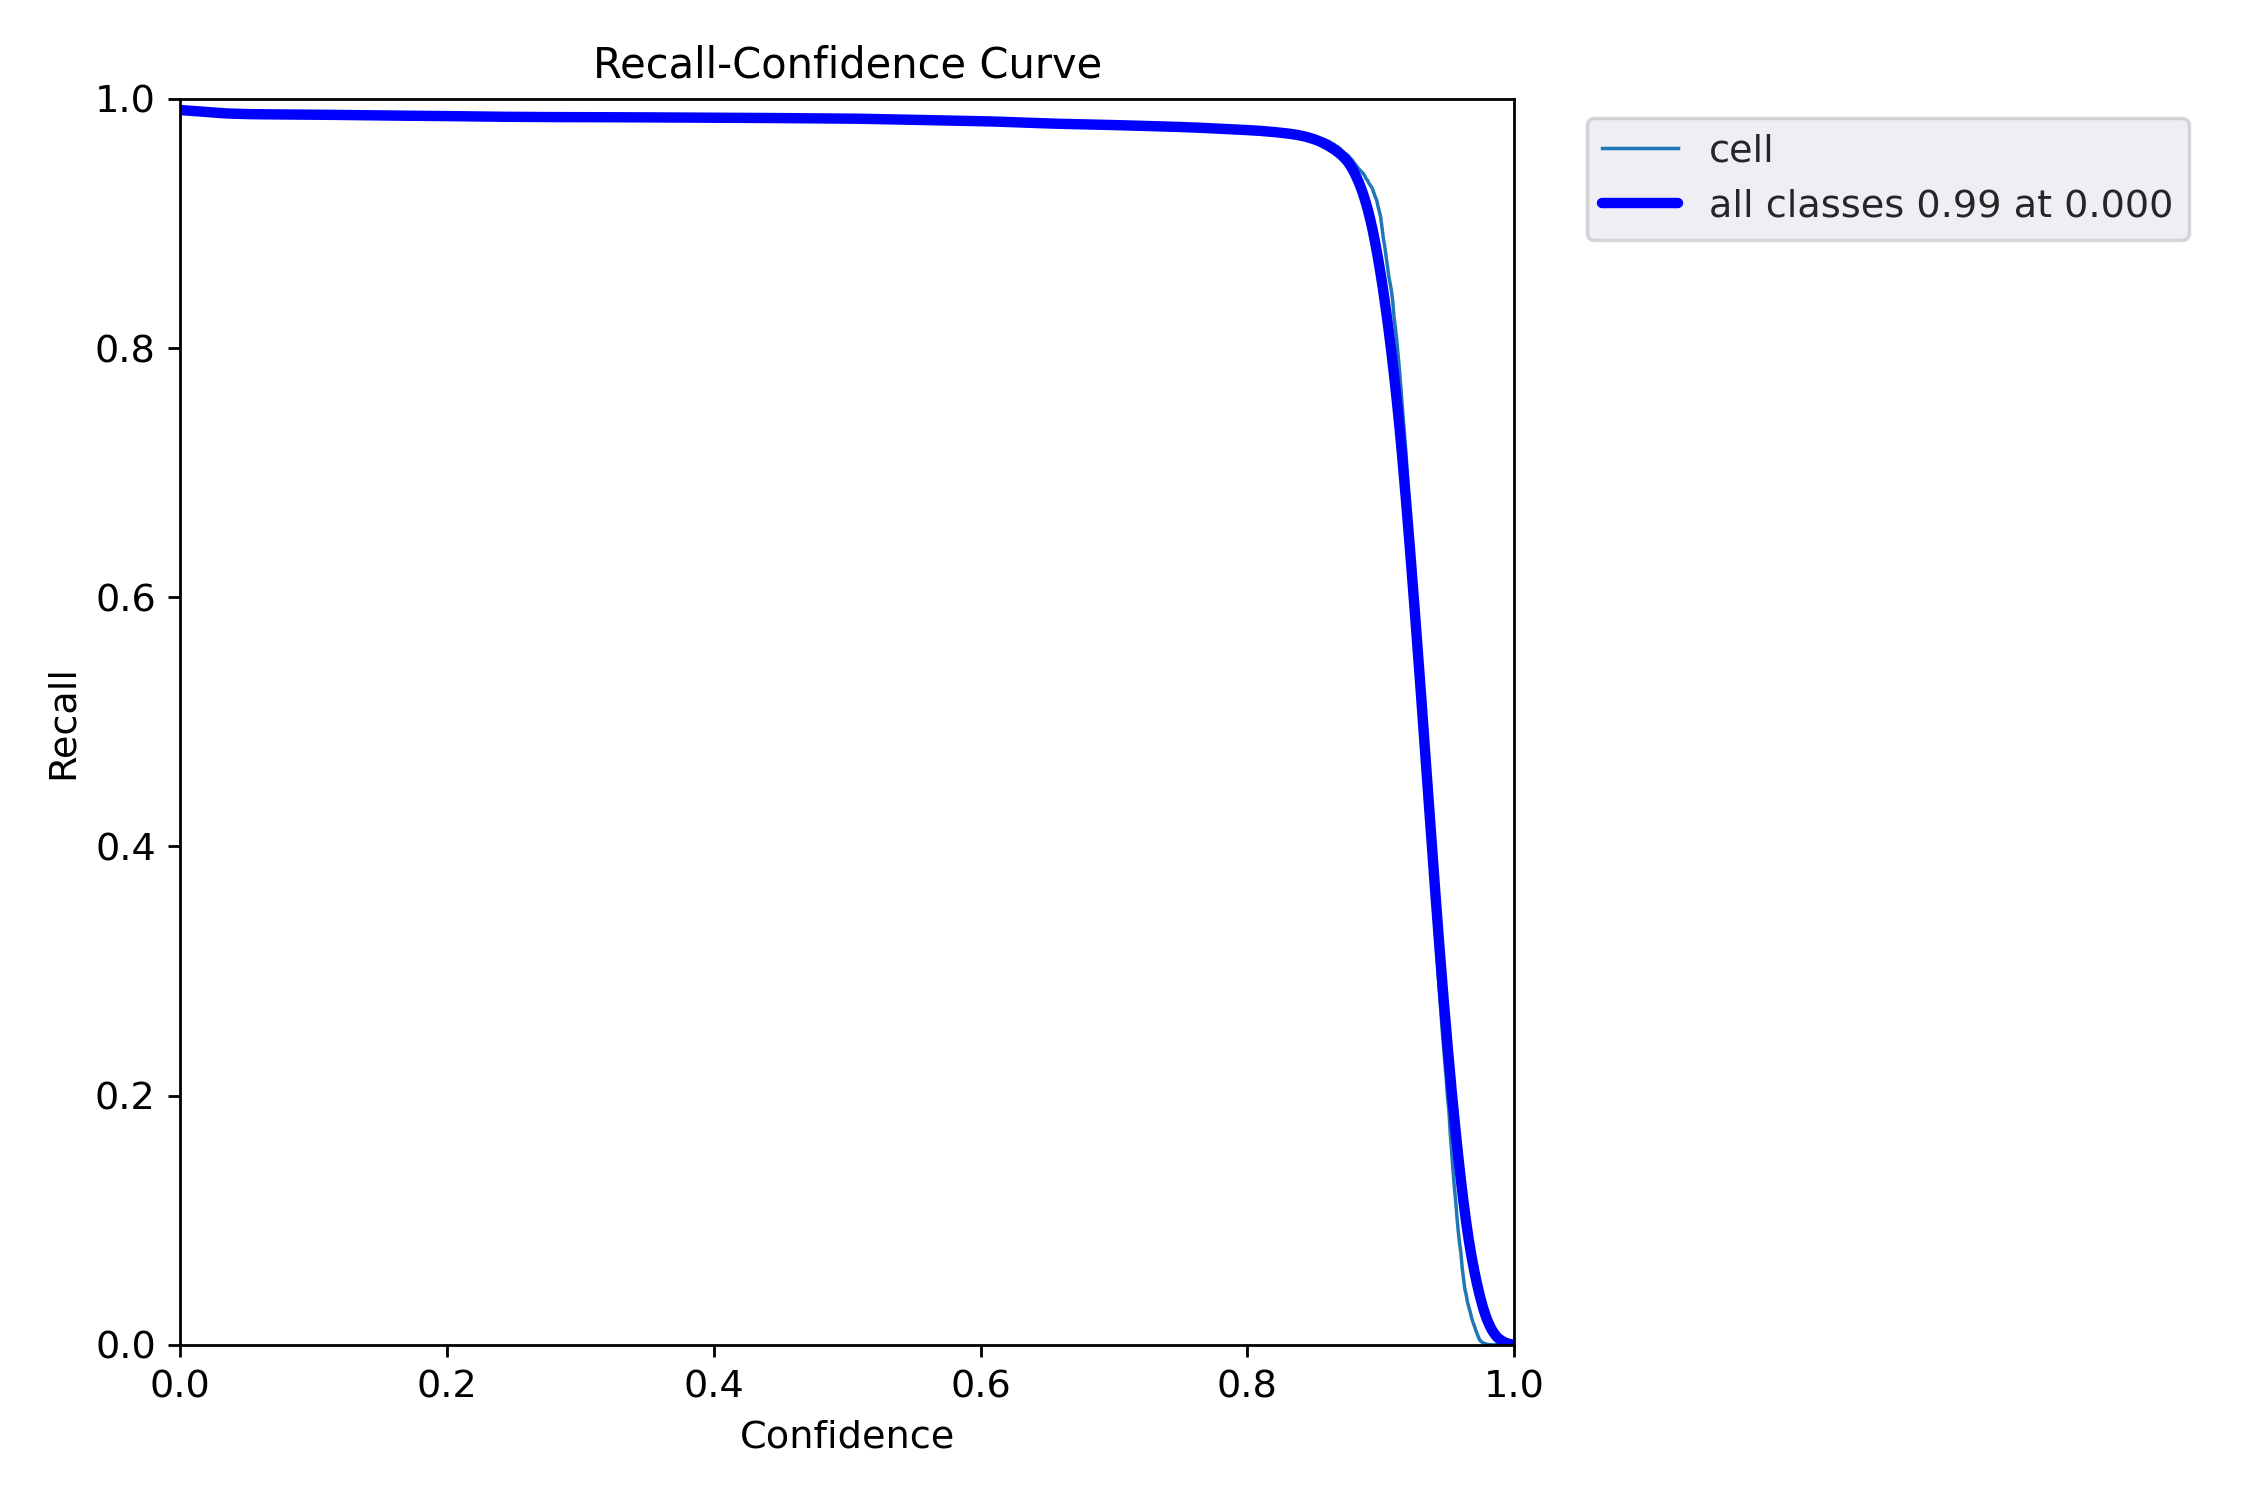 Recall-Confidence Curve
1.0
0.8
0.6
0.4
0.2
0.0
Recall
0.0 0.2 0.4 0.6 0.8 1.0
Confidence
cell
all classes 0.99 at 0.000